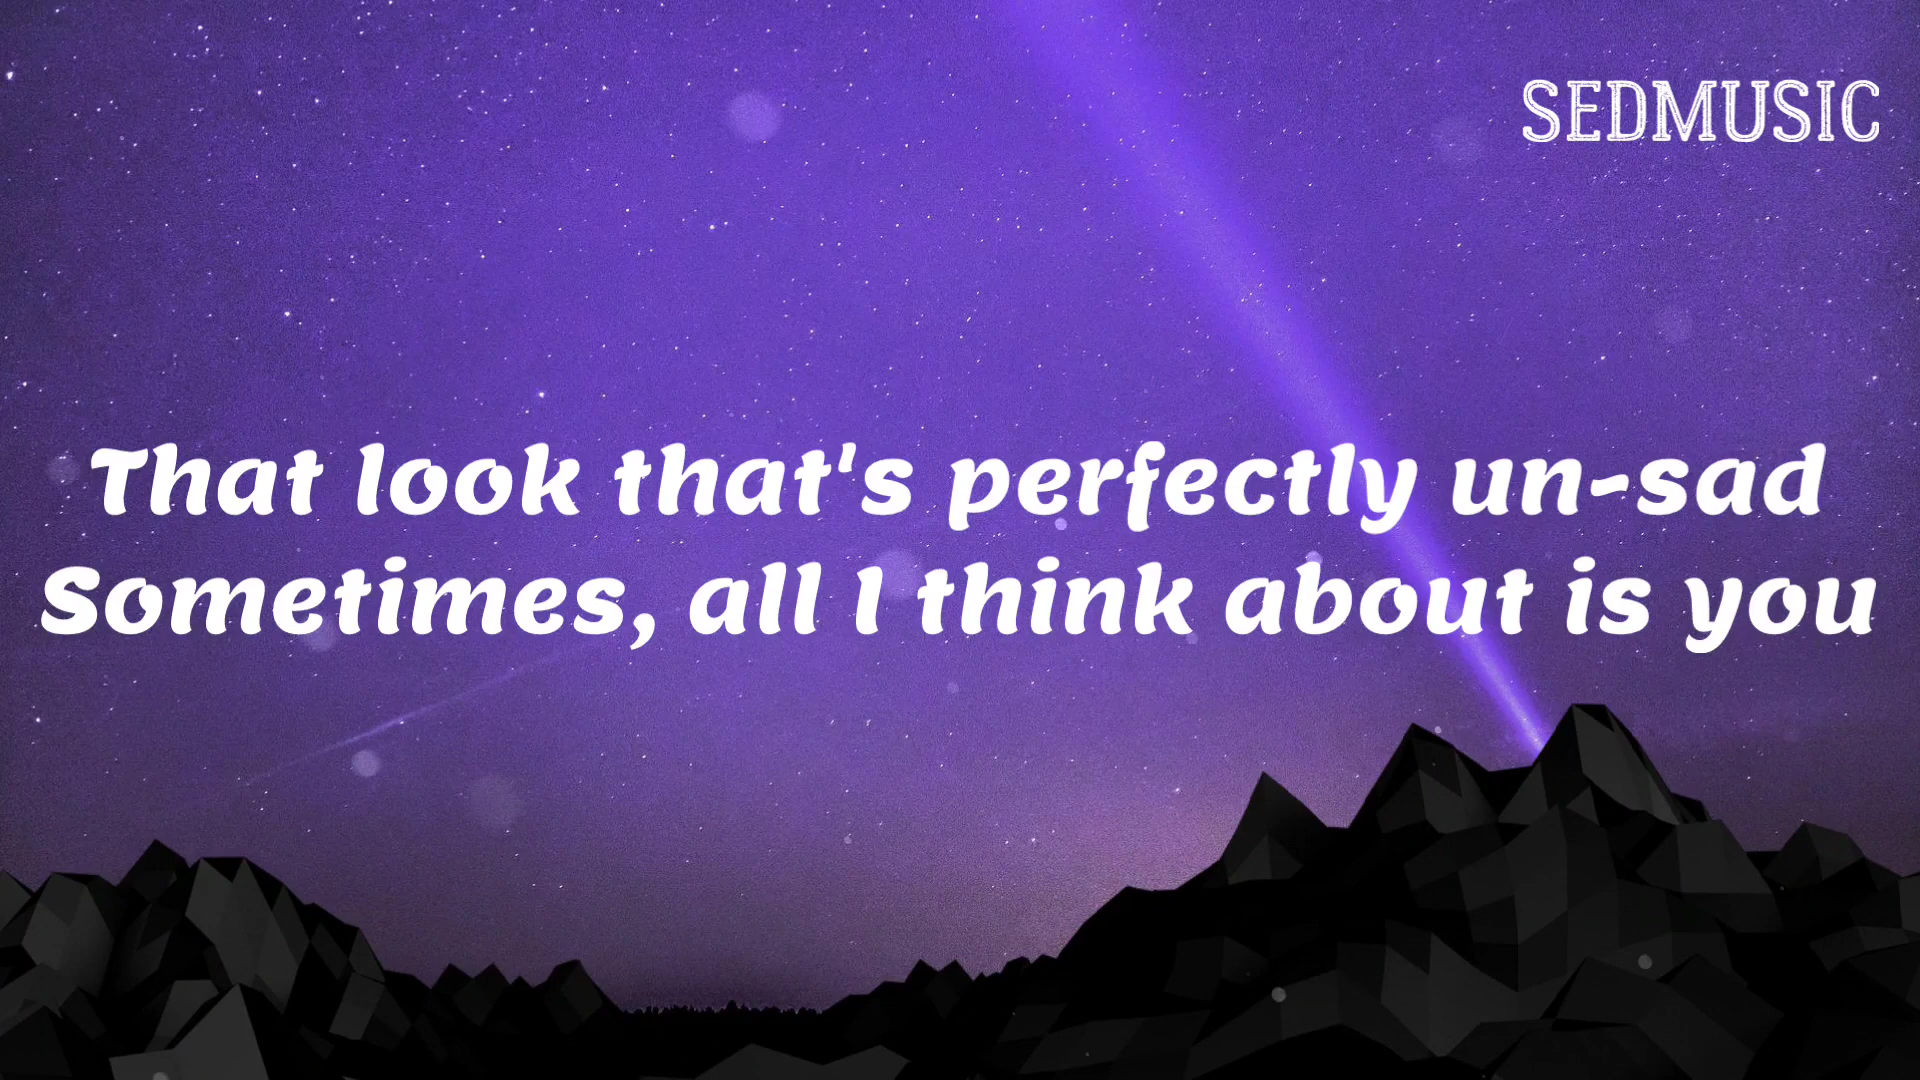 SEDMUSIC
That look that's perfectly un-sad
Sometimes, all I think about is you